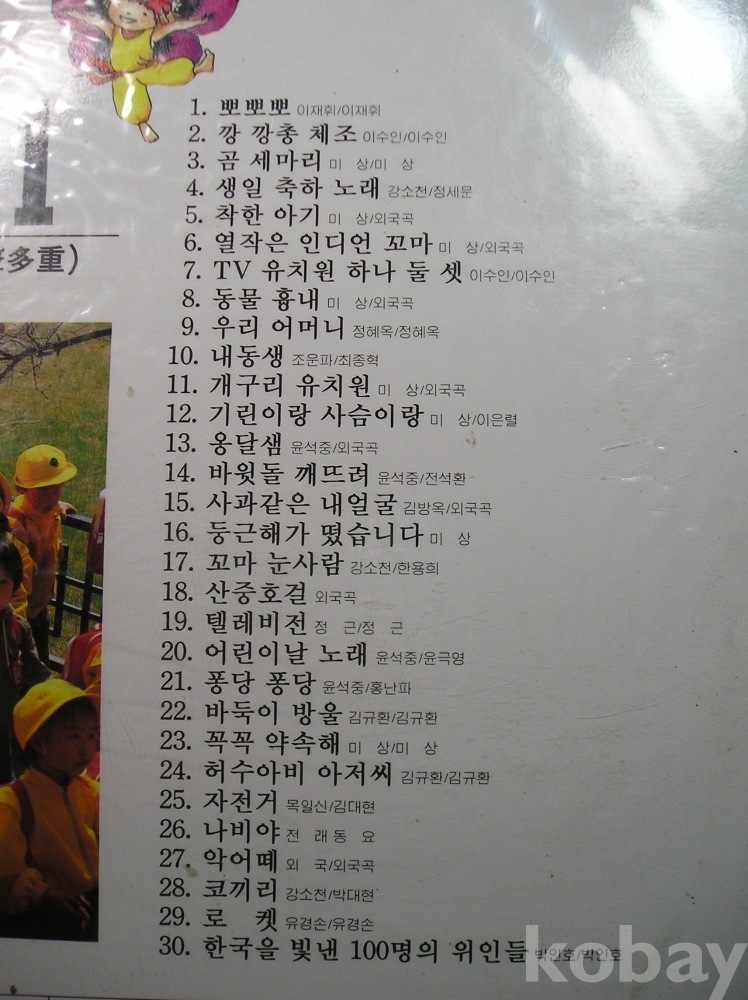 1
多重)
1. 뽀뽀뽀 이재휘/이재휘
2. 깡 깡총 체조 이수인/이수인
3. 곰 세마리 미 상/미 상
4. 생일 축하 노래 강소천/정세문
5. 착한 아기 미 상/외국곡
6. 열작은 인디언 꼬마 미 상/외국곡
7. TV 유치원 하나 둘 셋 이수인/이수인
8. 동물 흉내 미 상/외국곡
9. 우리 어머니 정혜옥/정혜옥
10. 내동생 조운파/최종혁
11. 개구리 유치원 미 상/외국곡
12. 기린이랑 사슴이랑 미 상/이은렬
13. 옹달샘 윤석중/외국곡
14. 바윗돌 깨뜨려 윤석중/전석환
15. 사과같은 내얼굴 김방옥/외국곡
16. 둥근해가 떴습니다 미 상
17. 꼬마 눈사람 강소천/한용희
18. 산중호걸 외국곡
19. 텔레비전 정 근/정 근
20. 어린이날 노래 윤석중/윤극영
21. 퐁당 퐁당 윤석중/홍난파
22. 바둑이 방울 김규환/김규환
23. 꼭꼭 약속해 미 상/미 상
24. 허수아비 아저씨 김규환/김규환
25. 자전거 목일신/김대현
26. 나비야 전 래 동 요
27. 악어떼 외 국/외국곡
28. 코끼리 강소천/박대현
29. 로 켓 유경손/유경손
30. 한국을 빛낸 100명의 위인들 박인호/박인호
kobay